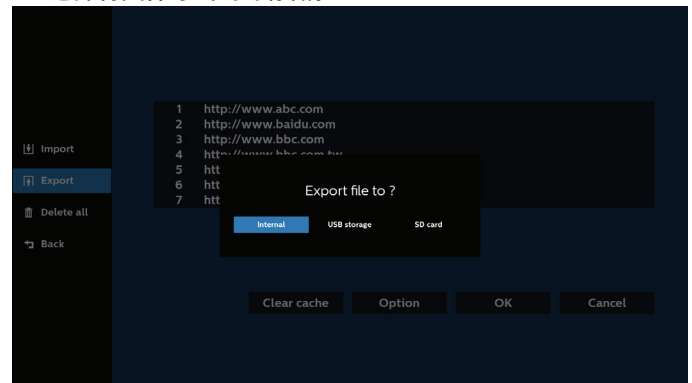 Import
Export
Delete all
Back
1 http://www.abc.com
2 http://www.baidu.com
3 http://www.bbc.com
4
5 htt
6 htt
7 htt
Export file to ?
Internal USB storage SD card
Clear cache Option OK Cancel